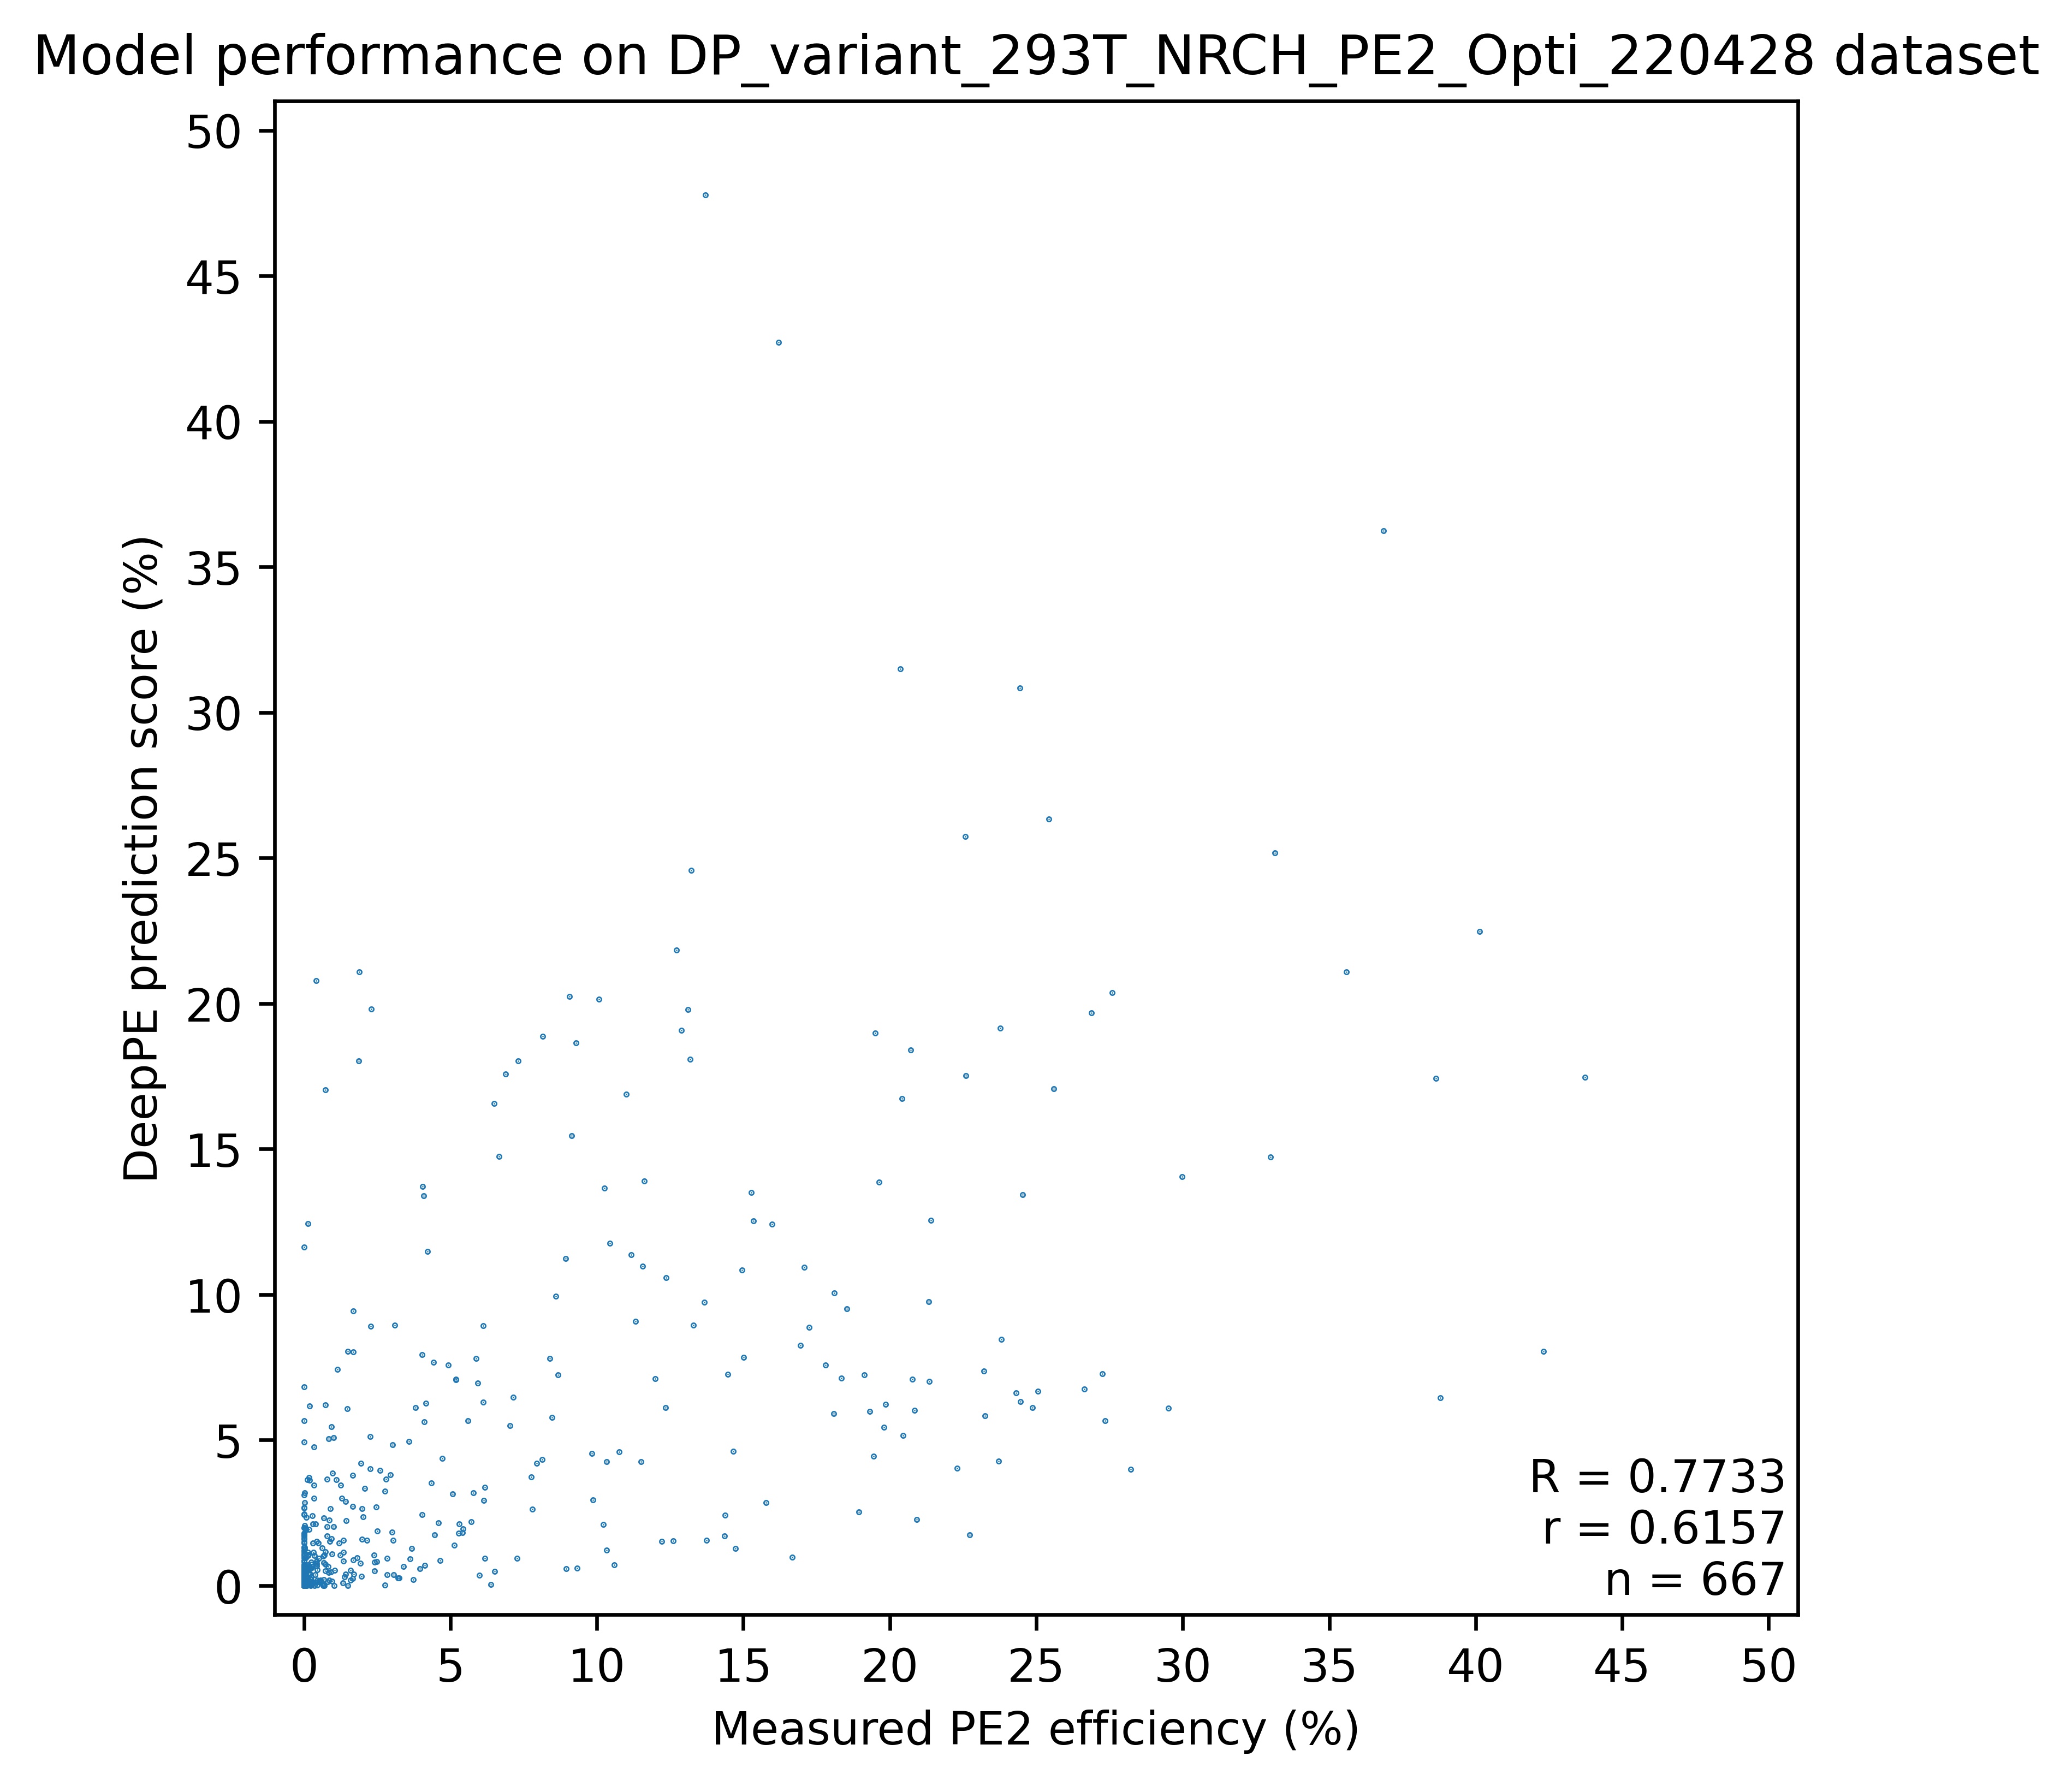 Model performance on DP_variant_293T_NRCH_PE2_Opti_220428 dataset
50
45
40
35
30
25
20
15
10
5
0
DeepPE prediction score (%)
R = 0.7733
r = 0.6157
n = 667
0 5 10 15 20 25 30 35 40 45 50
Measured PE2 efficiency (%)